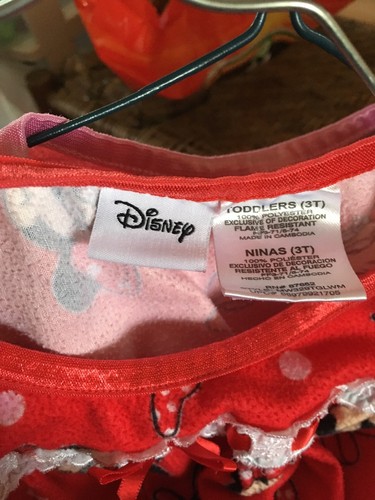 Disney
TODDLERS (3T)
100% POLYESTER
EXCLUSIVE OF DECORATION
FLAME RESISTANT
MADE IN CAMBODIA
NINAS (3T)
100% POLIESTER
EXCLUSIVO DE DECORACION
RESISTENTE AL FUEGO
HECHO EN CAMBODIA